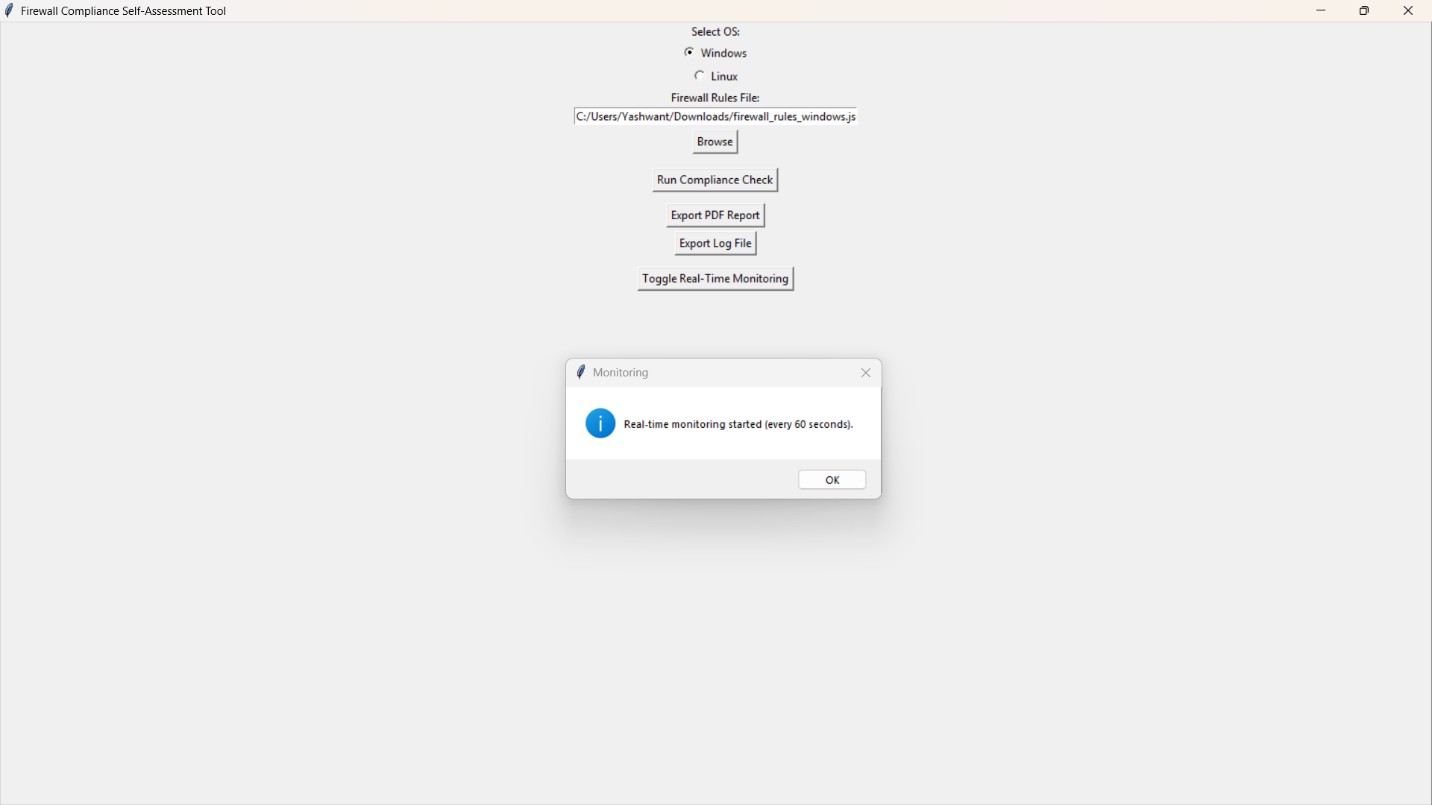 Firewall Compliance Self-Assessment Tool
Select OS:
Windows
Linux
Firewall Rules File:
C:/Users/Yashwant/Downloads/firewall_rules_windows.js
Browse
Run Compliance Check
Export PDF Report
Export Log File
Toggle Real-Time Monitoring
Monitoring
Real-time monitoring started (every 60 seconds).
OK